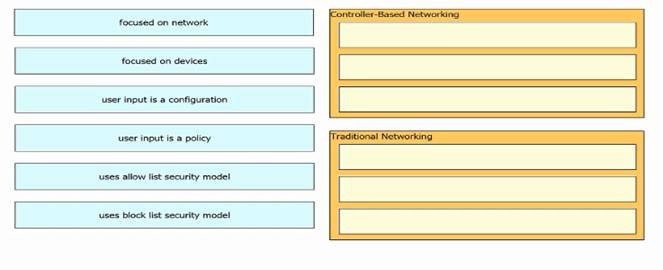 focused on network
focused on devices
user input is a configuration
user input is a policy
uses allow list security model
uses block list security model
Controller-Based Networking
Traditional Networking